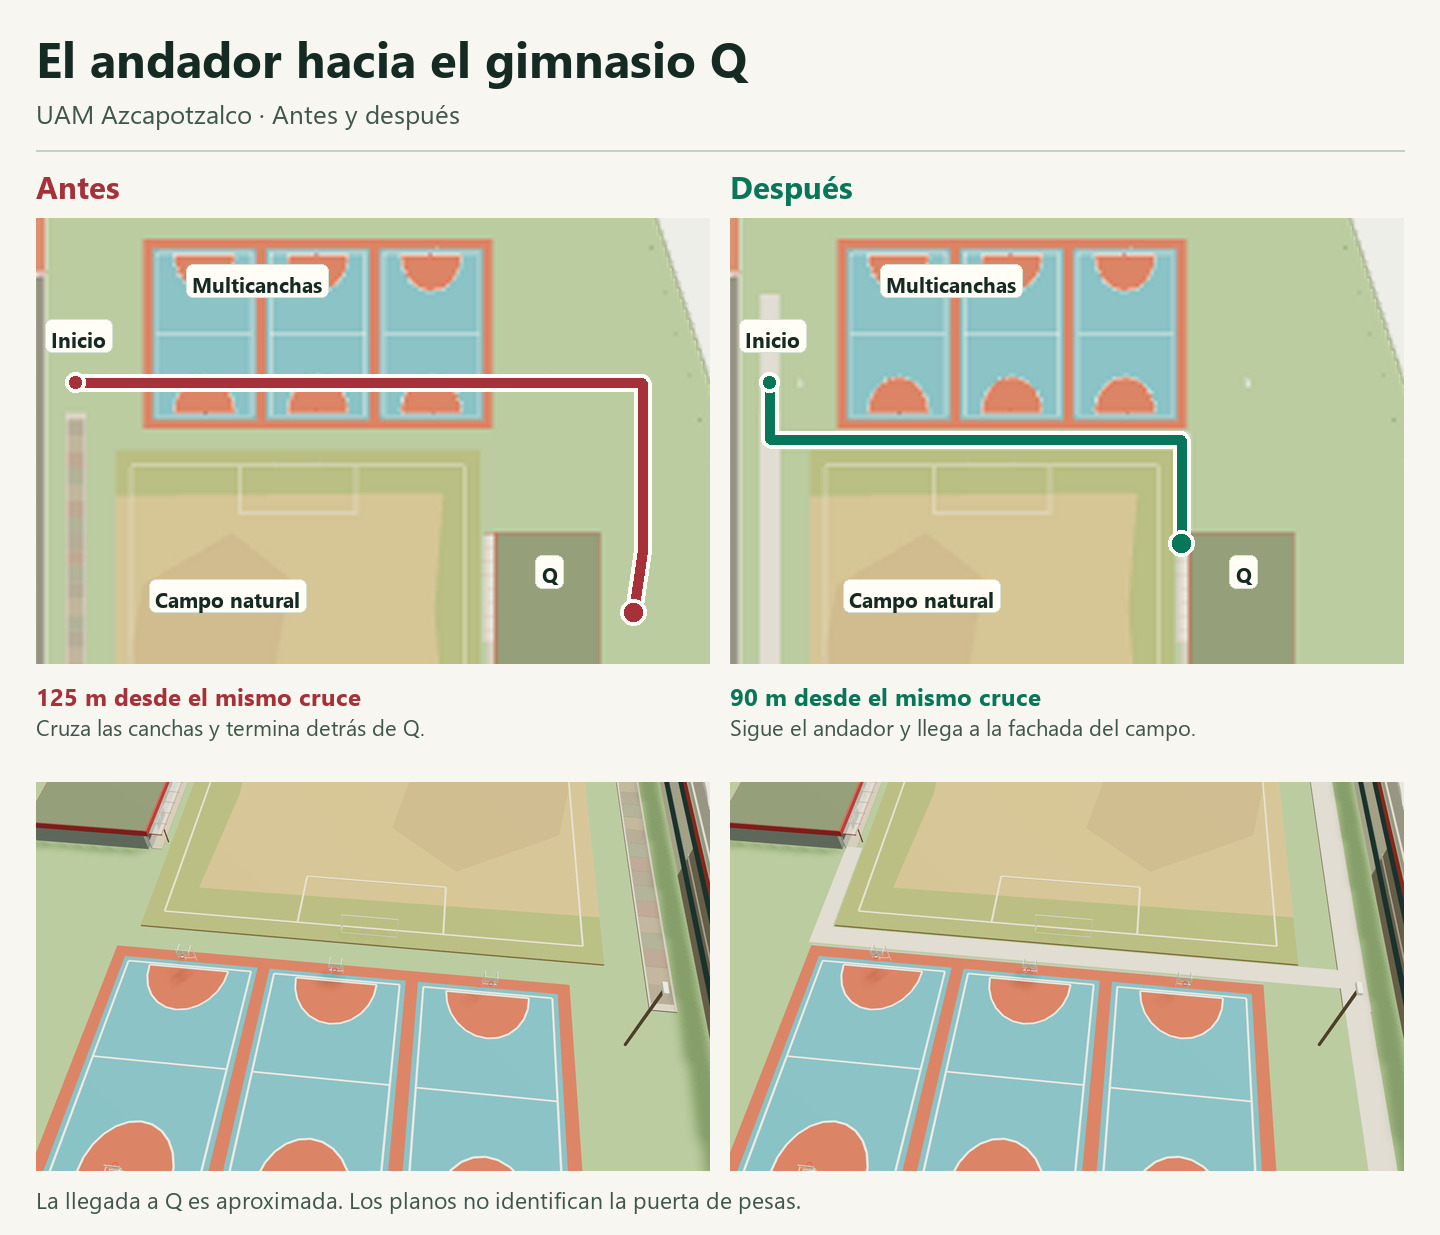 El andador hacia el gimnasio Q
UAM Azcapotzalco · Antes y después
Antes
Después
Multicanchas
Inicio
Q
Campo natural
Multicanchas
Inicio
Q
Campo natural
125 m desde el mismo cruce
Cruza las canchas y termina detrás de Q.
90 m desde el mismo cruce
Sigue el andador y llega a la fachada del campo.
La llegada a Q es aproximada. Los planos no identifican la puerta de pesas.